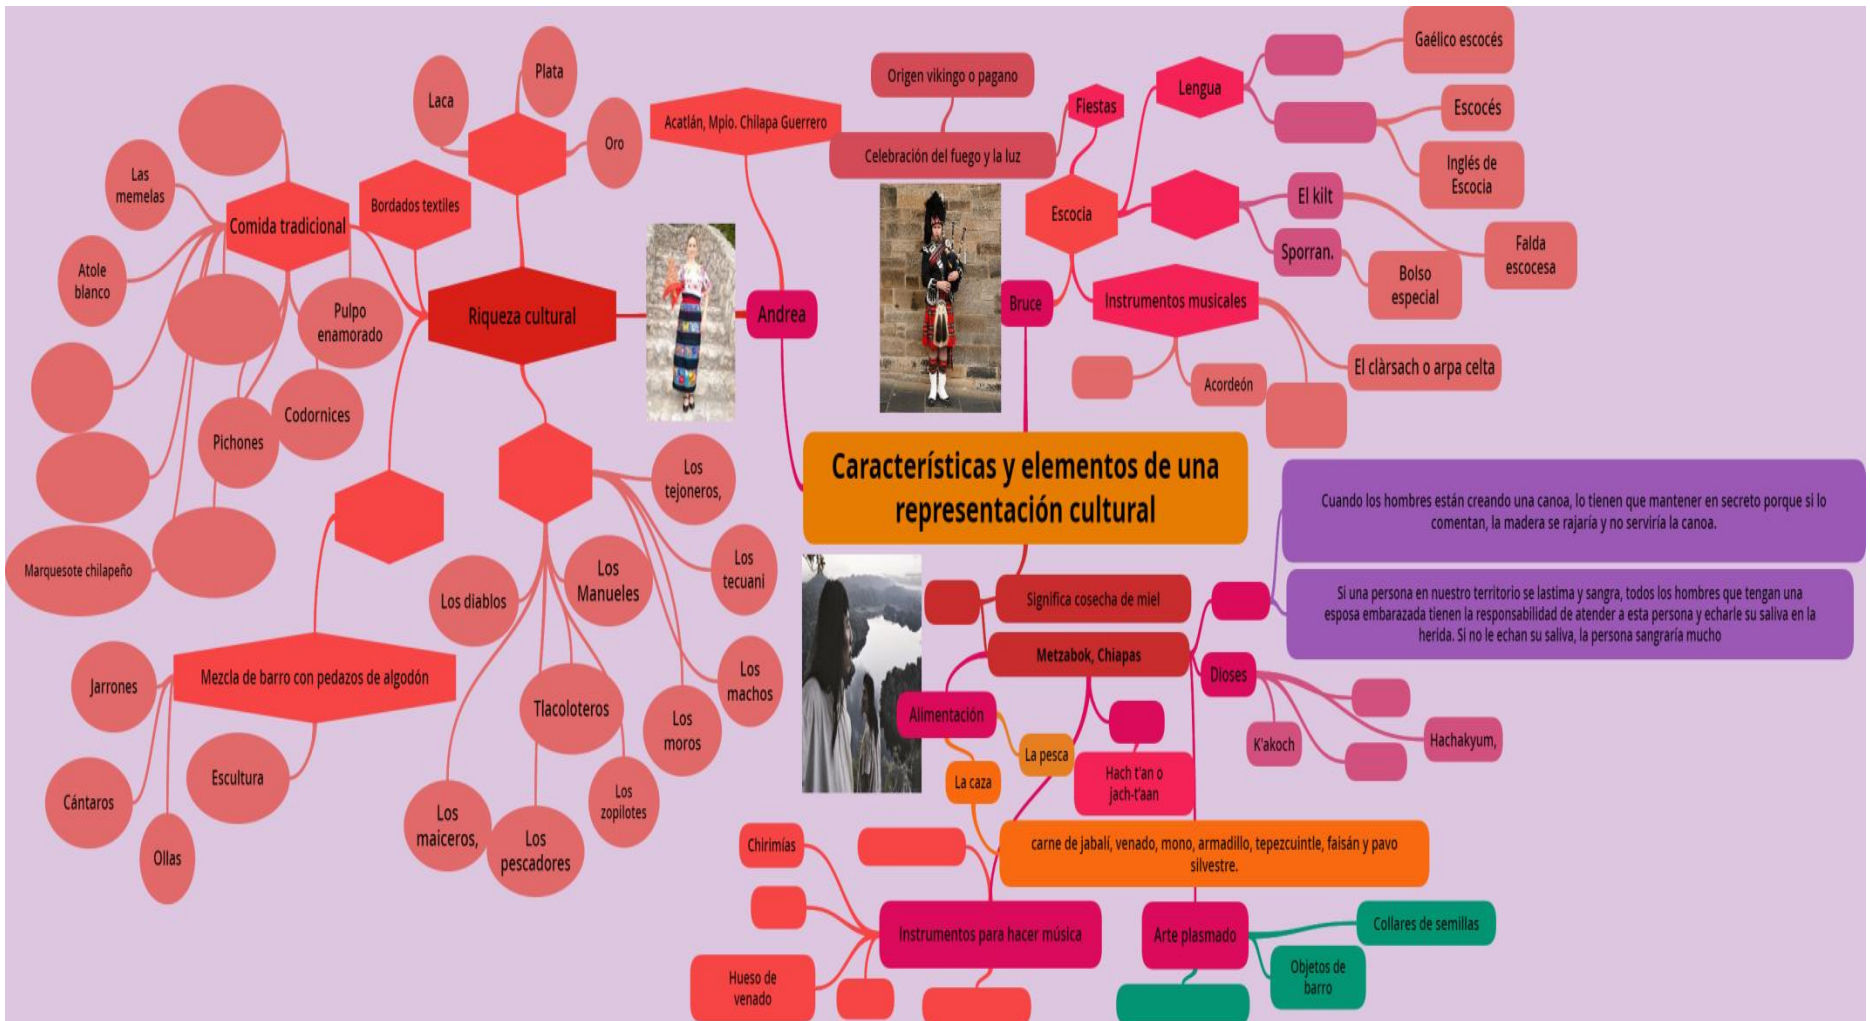 Características y elementos de una
representación cultural
Andrea
Acatlán, Mpio. Chilapa Guerrero
Riqueza cultural
Laca
Plata
Oro
Bordados textiles
Comida tradicional
Las
memelas
Atole
blanco
Pulpo
enamorado
Codornices
Pichones
Marquesote chilapeño
Mezcla de barro con pedazos de algodón
Jarrones
Cántaros
Ollas
Escultura
Los
tejoneros,
Los
tecuani
Los
machos
Los
moros
Los
Manueles
Los diablos
Tlacoloteros
Los
zopilotes
Los
maiceros,
Los
pescadores
Bruce
Escocia
Fiestas
Celebración del fuego y la luz
Origen vikingo o pagano
Lengua
Gaélico escocés
Escocés
Inglés de
Escocia
El kilt
Falda
escocesa
Sporran.
Bolso
especial
Instrumentos musicales
Acordeón
El clàrsach o arpa celta
Significa cosecha de miel
Metzabok, Chiapas
Cuando los hombres están creando una canoa, lo tienen que mantener en secreto porque si lo
comentan, la madera se rajaría y no serviría la canoa.
Si una persona en nuestro territorio se lastima y sangra, todos los hombres que tengan una
esposa embarazada tienen la responsabilidad de atender a esta persona y echarle su saliva en la
herida. Si no le echan su saliva, la persona sangraría mucho
Dioses
K'akoch
Hachakyum,
Alimentación
La pesca
La caza
carne de jabalí, venado, mono, armadillo, tepezcuintle, faisán y pavo
silvestre.
Hach t'an o
jach-t'aan
Instrumentos para hacer música
Chirimías
Hueso de
venado
Arte plasmado
Collares de semillas
Objetos de
barro